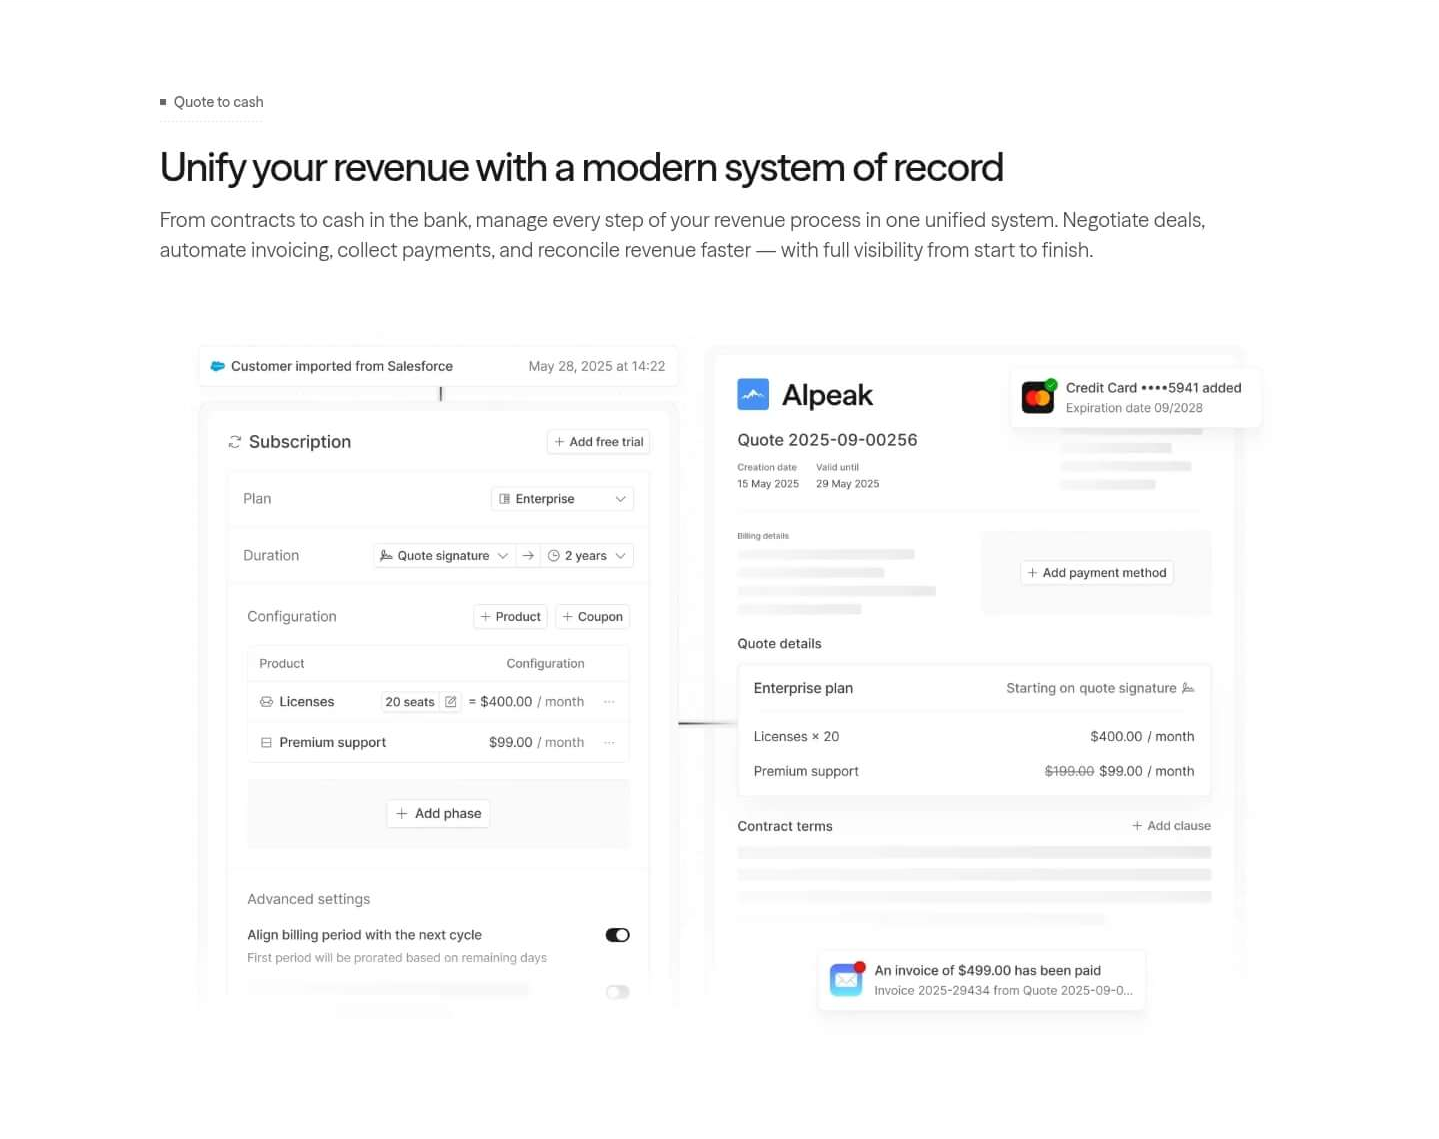 Quote to cash
Unify your revenue with a modern system of record
From contracts to cash in the bank, manage every step of your revenue process in one unified system. Negotiate deals,
automate invoicing, collect payments, and reconcile revenue faster — with full visibility from start to finish.
Customer imported from Salesforce May 28, 2025 at 14:22
Subscription + Add free trial
Plan Enterprise
Duration Quote signature → 2 years
Configuration + Product + Coupon
Product Configuration
Licenses 20 seats = $400.00 / month ...
Premium support $99.00 / month ...
+ Add phase
Advanced settings
Align billing period with the next cycle
First period will be prorated based on remaining days
Alpeak
Credit Card ••••5941 added
Expiration date 09/2028
Quote 2025-09-00256
Creation date Valid until
15 May 2025 29 May 2025
Billing details
+ Add payment method
Quote details
Enterprise plan Starting on quote signature
Licenses × 20 $400.00 / month
Premium support $199.00 $99.00 / month
Contract terms + Add clause
An invoice of $499.00 has been paid
Invoice 2025-29434 from Quote 2025-09-0...